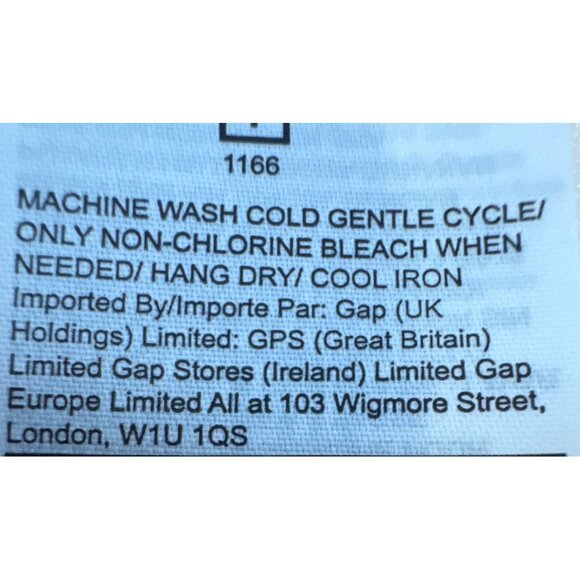 1166
MACHINE WASH COLD GENTLE CYCLE/
ONLY NON-CHLORINE BLEACH WHEN
NEEDED/ HANG DRY/ COOL IRON
Imported By/Importe Par: Gap (UK
Holdings) Limited: GPS (Great Britain)
Limited Gap Stores (Ireland) Limited Gap
Europe Limited All at 103 Wigmore Street,
London, W1U 1QS